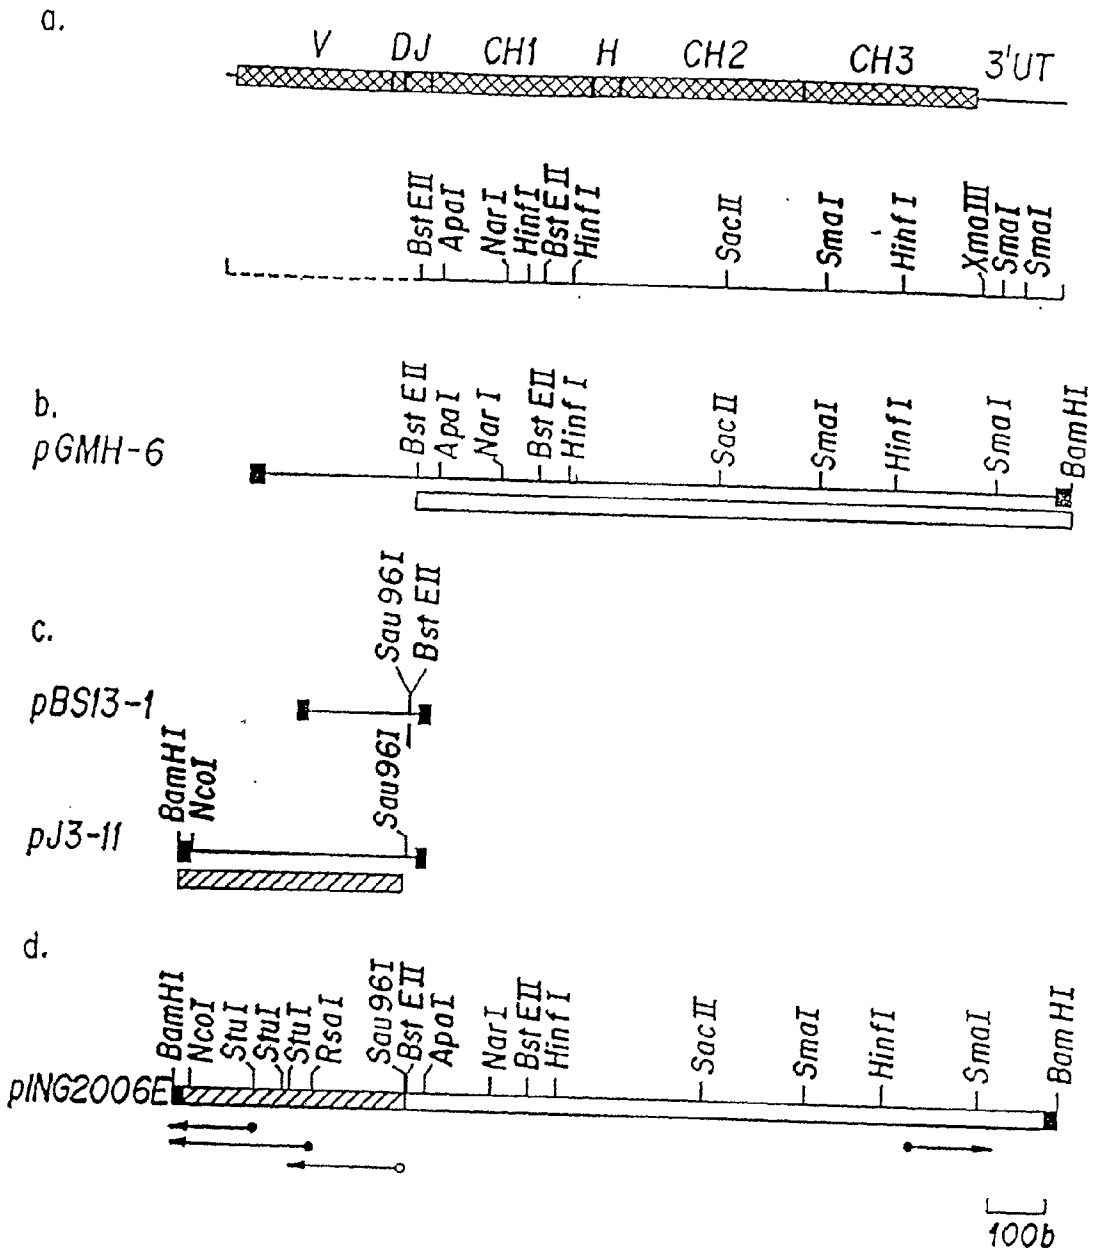 a.
V DJ CH1 H CH2 CH3 3'UT
BstEII ApaI NarI HinfI BstEII HinfI SacII SmaI HinfI XmaIII SmaI SmaI
b.
pGMH-6
BstEII ApaI NarI BstEII HinfI SacII SmaI HinfI SmaI BamHI
c.
Sau96I BstEII
pBS13-1
Sau96I
BamHI NcoI Sau96I
pJ3-11
d.
BamHI NcoI StuI StuI StuI RsaI Sau96I BstEII ApaI NarI BstEII HinfI SacII SmaI HinfI SmaI BamHI
pING2006E
100b